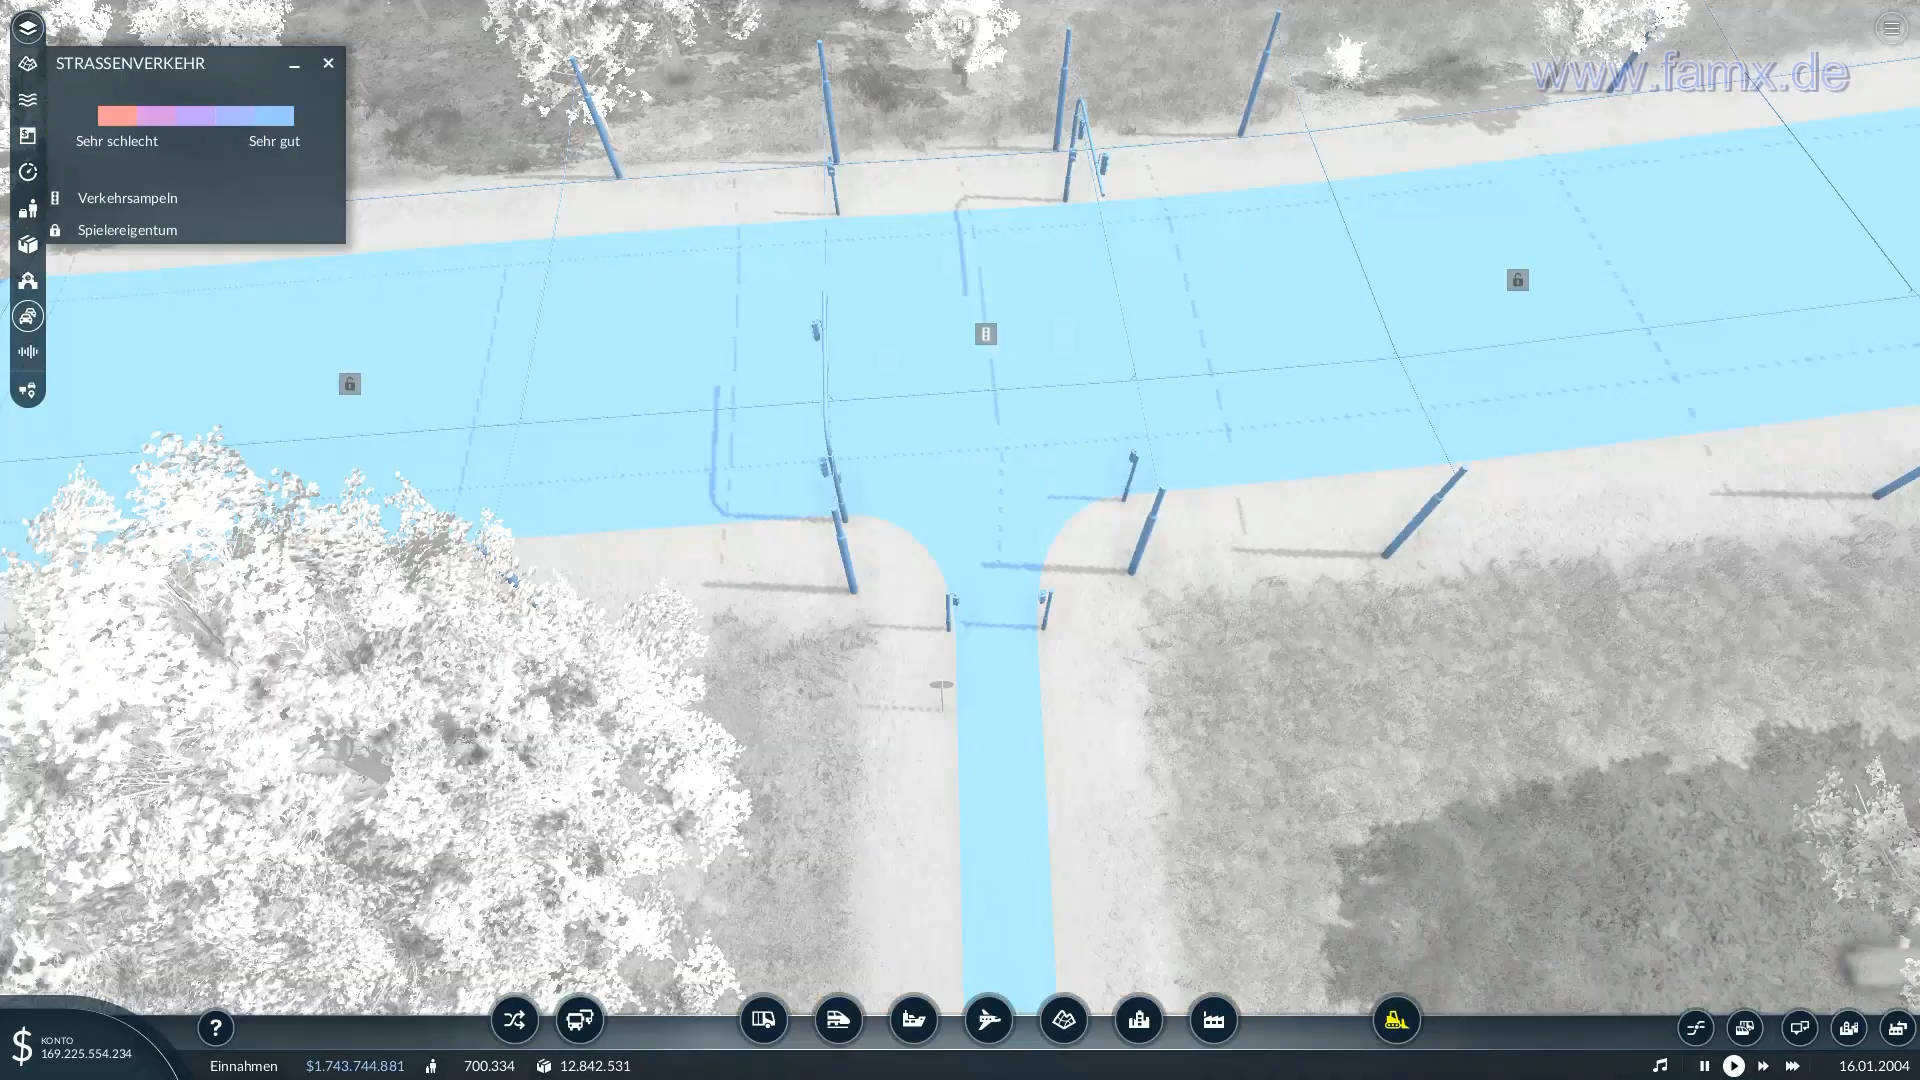 STRASSENVERKEHR
www.famx.de
Sehr schlecht
Sehr gut
Verkehrsampeln
Spielereigentum
?
$
KONTO
169.225.554.234
Einnahmen
$1.743.744.881
700.334
12.842.531
16.01.2004